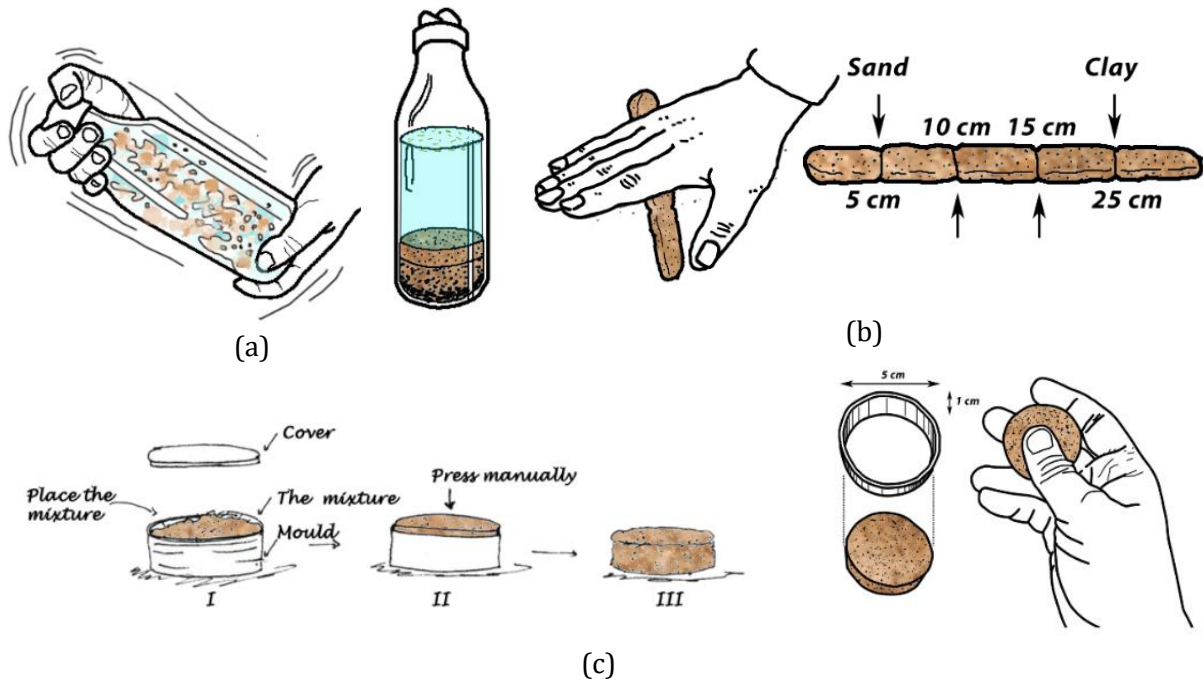 Sand Clay
10 cm 15 cm
5 cm 25 cm
(a)
(b)
Cover
Place the
mixture
The mixture
Mould
I
Press manually
II
III
5 cm
1 cm
(c)